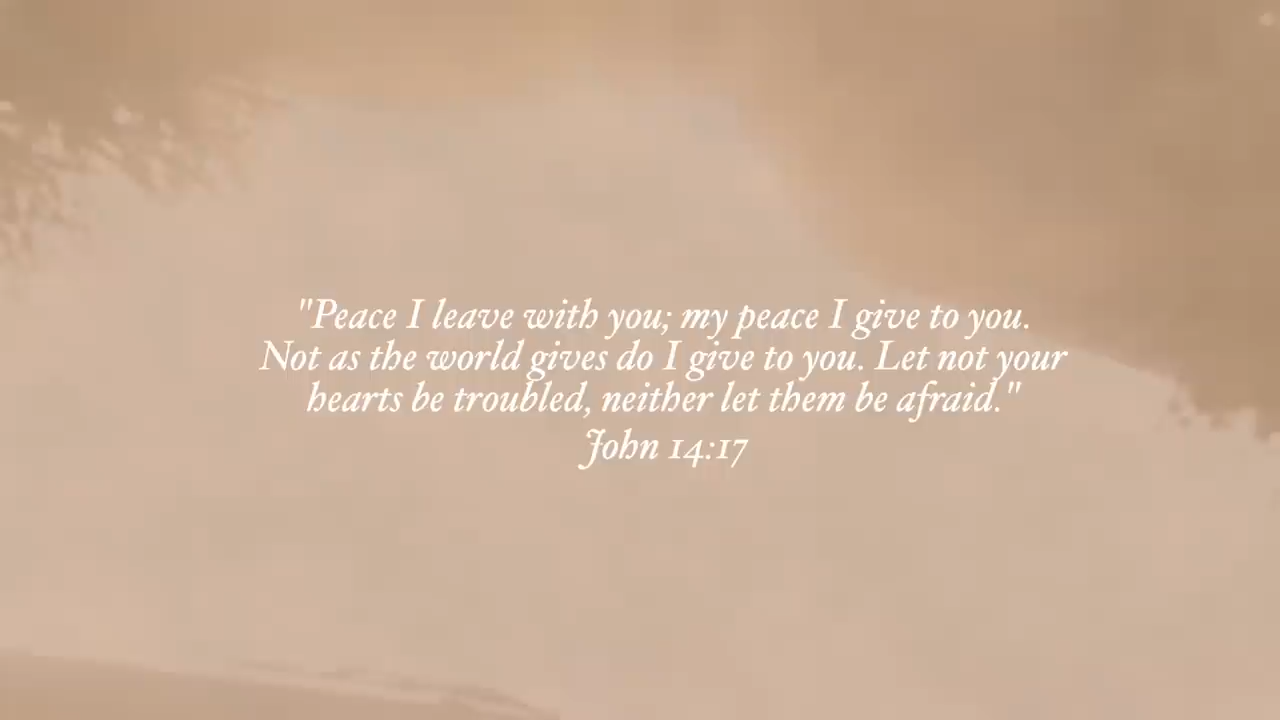 "Peace I leave with you; my peace I give to you.
Not as the world gives do I give to you. Let not your
hearts be troubled, neither let them be afraid."
John 14:17